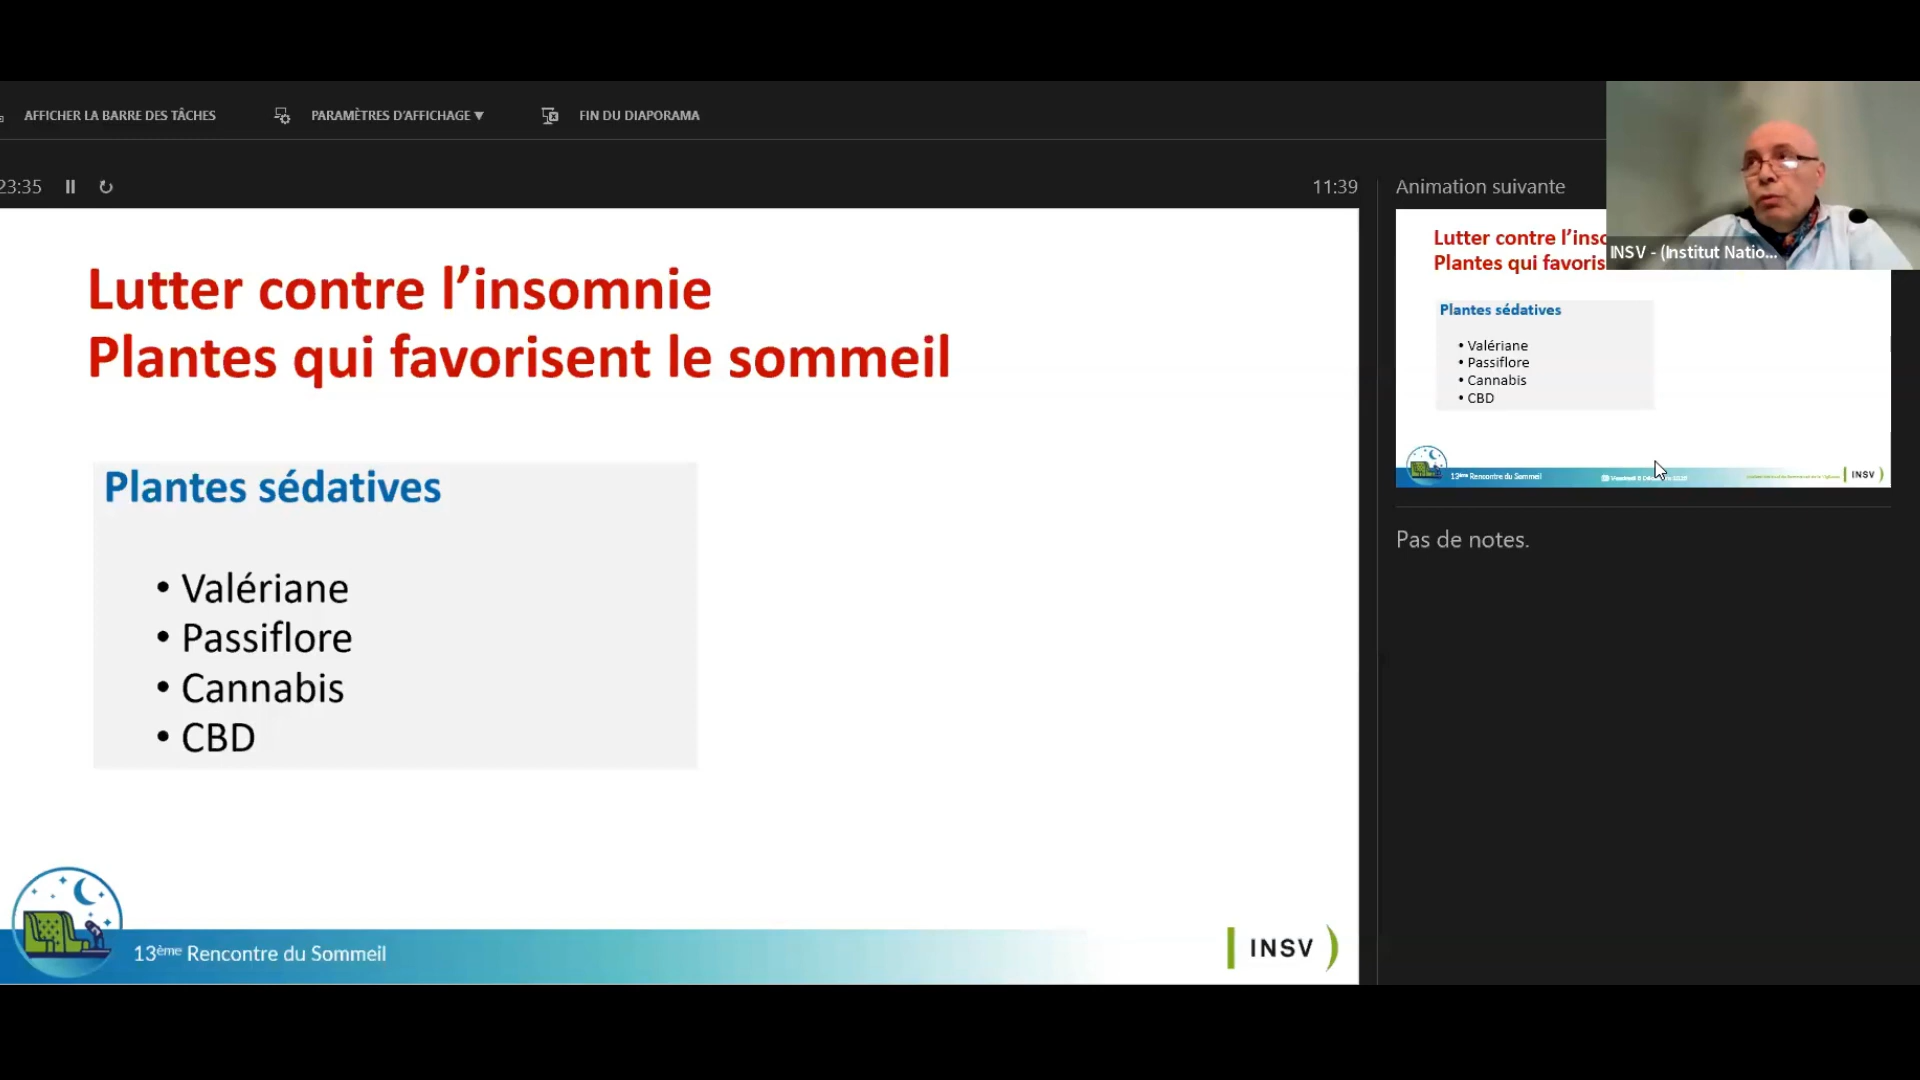 AFFICHER LA BARRE DES TÂCHES
PARAMÈTRES D'AFFICHAGE ▼
FIN DU DIAPORAMA
23:35
11:39
Animation suivante
Lutter contre l’insomnie
Plantes qui favorisent le sommeil
Plantes sédatives
• Valériane
• Passiflore
• Cannabis
• CBD
13ème Rencontre du Sommeil
INSV
INSV - (Institut Natio...
Lutter contre l’inso
Plantes qui favoris
Plantes sédatives
• Valériane
• Passiflore
• Cannabis
• CBD
13ème Rencontre du Sommeil
INSV
Pas de notes.